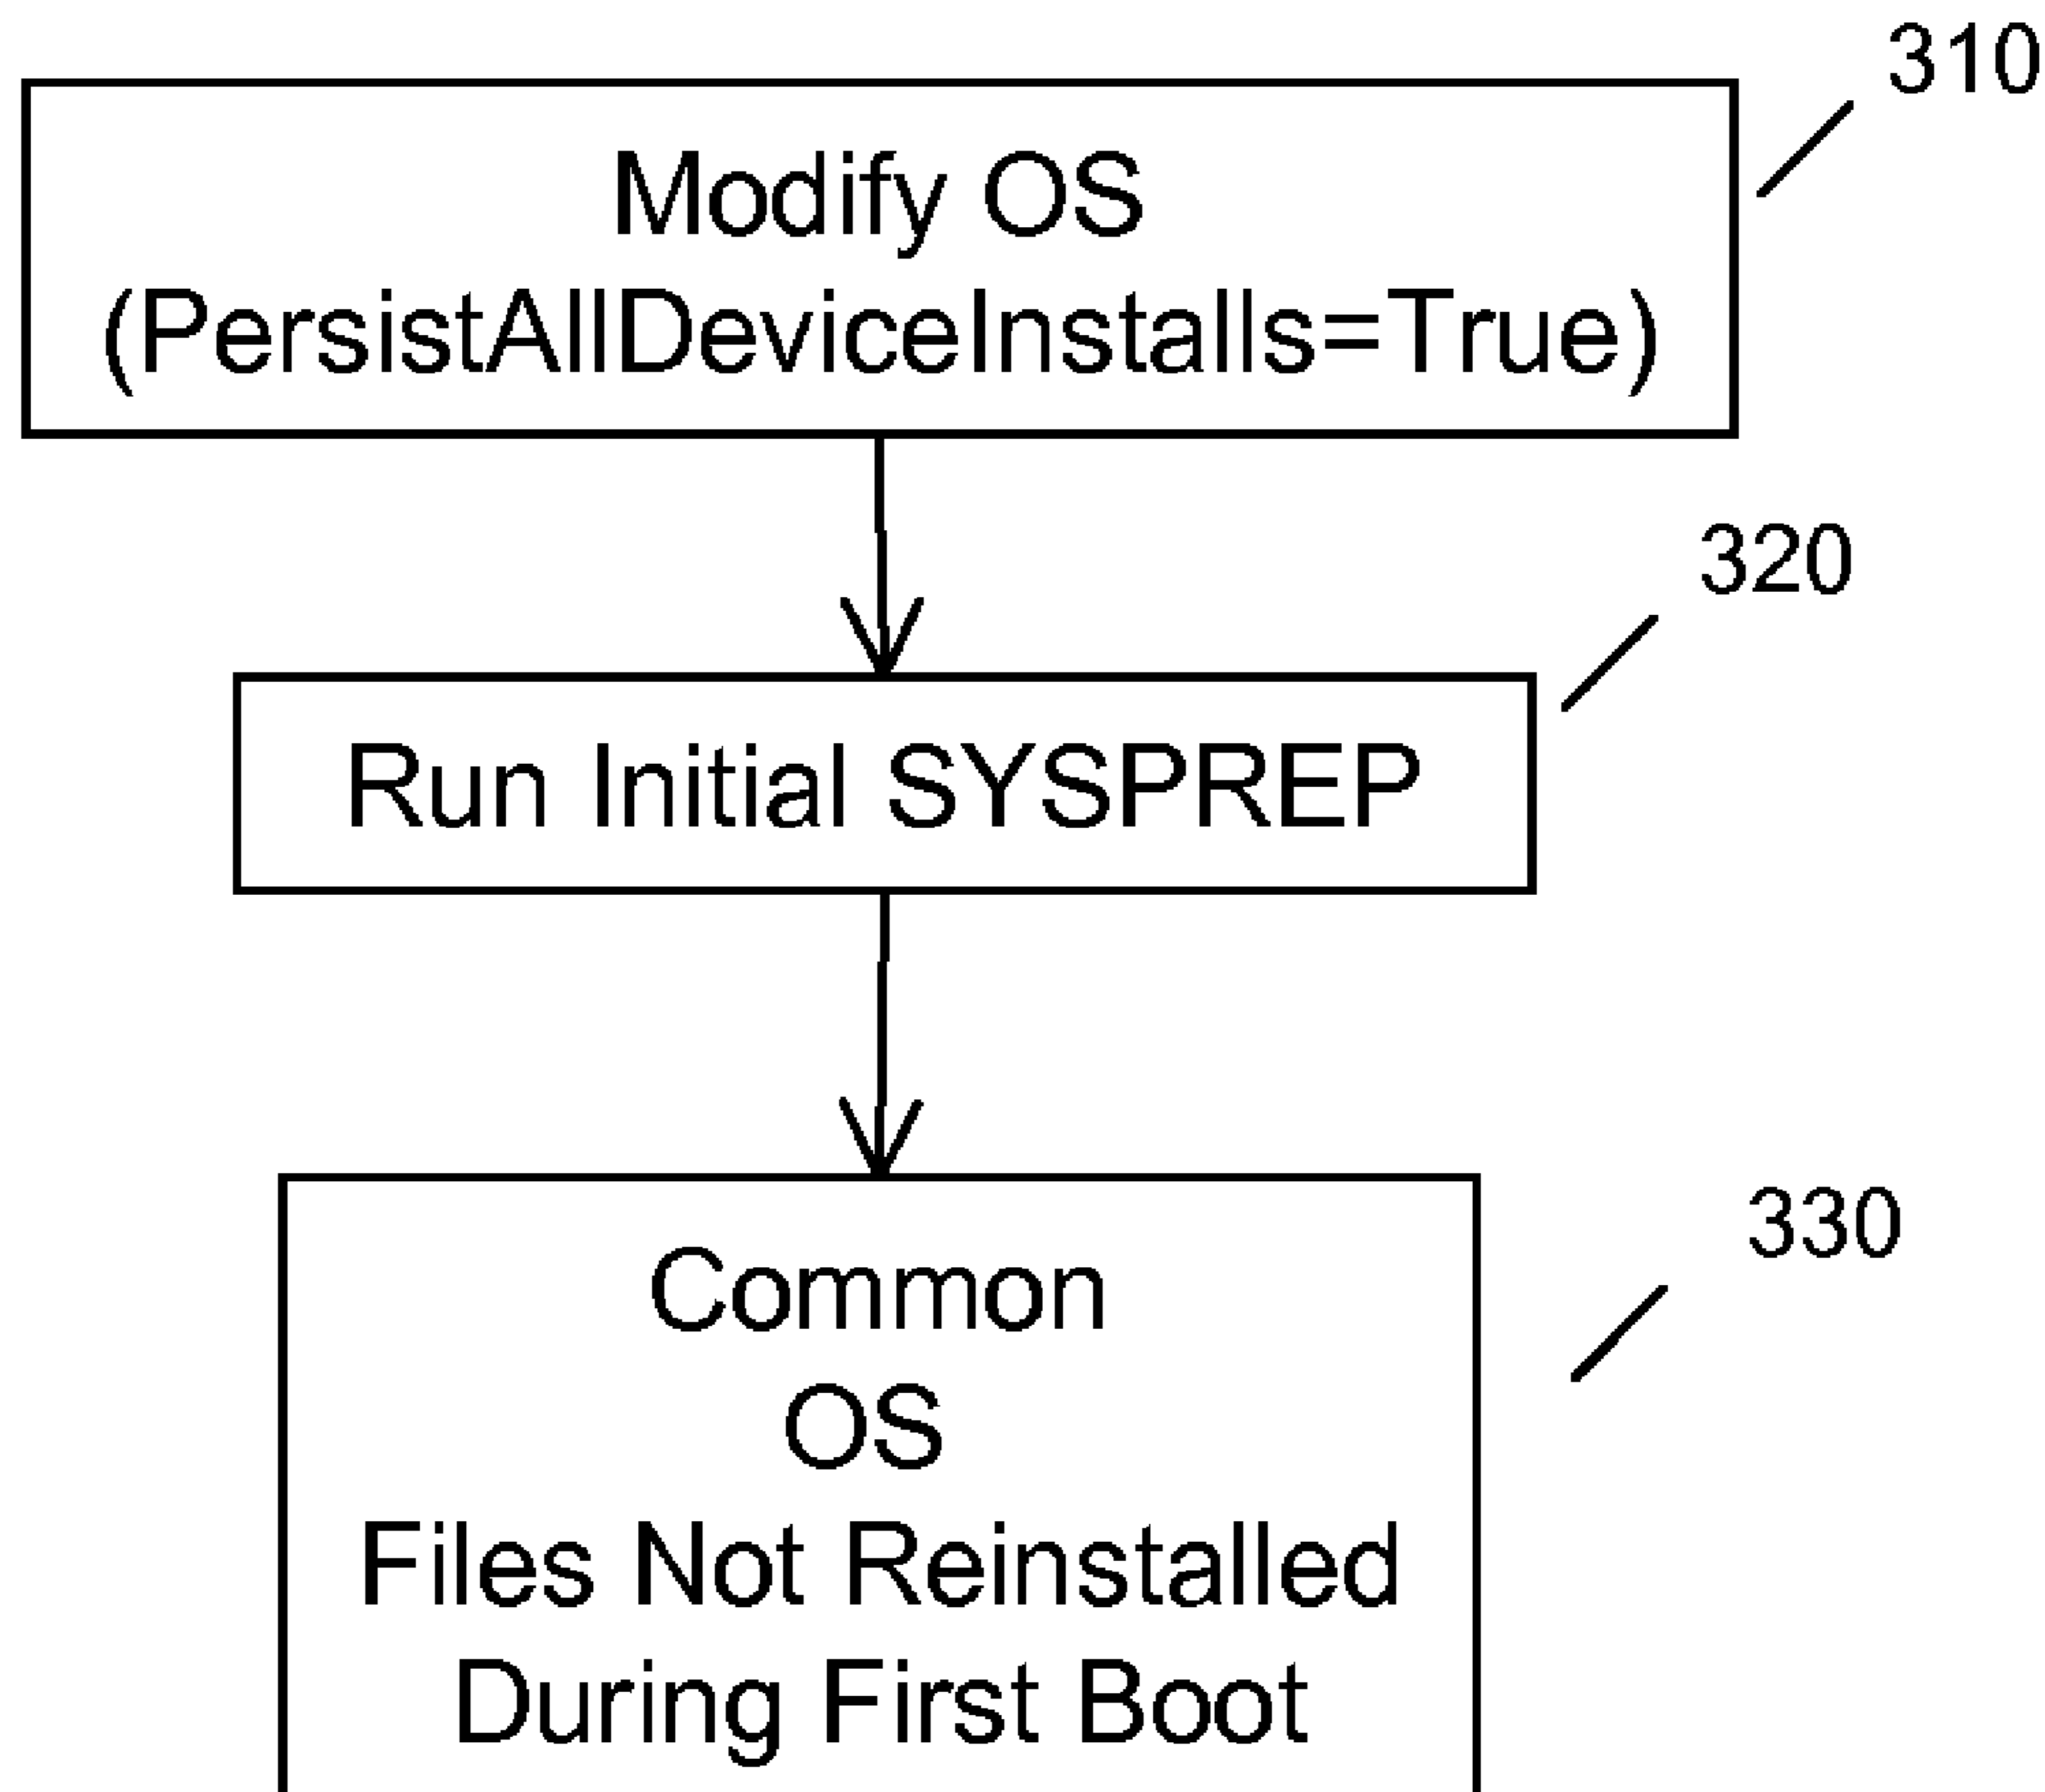 310
Modify OS
(PersistAllDeviceInstalls=True)
320
Run Initial SYSPREP
330
Common
OS
Files Not Reinstalled
During First Boot